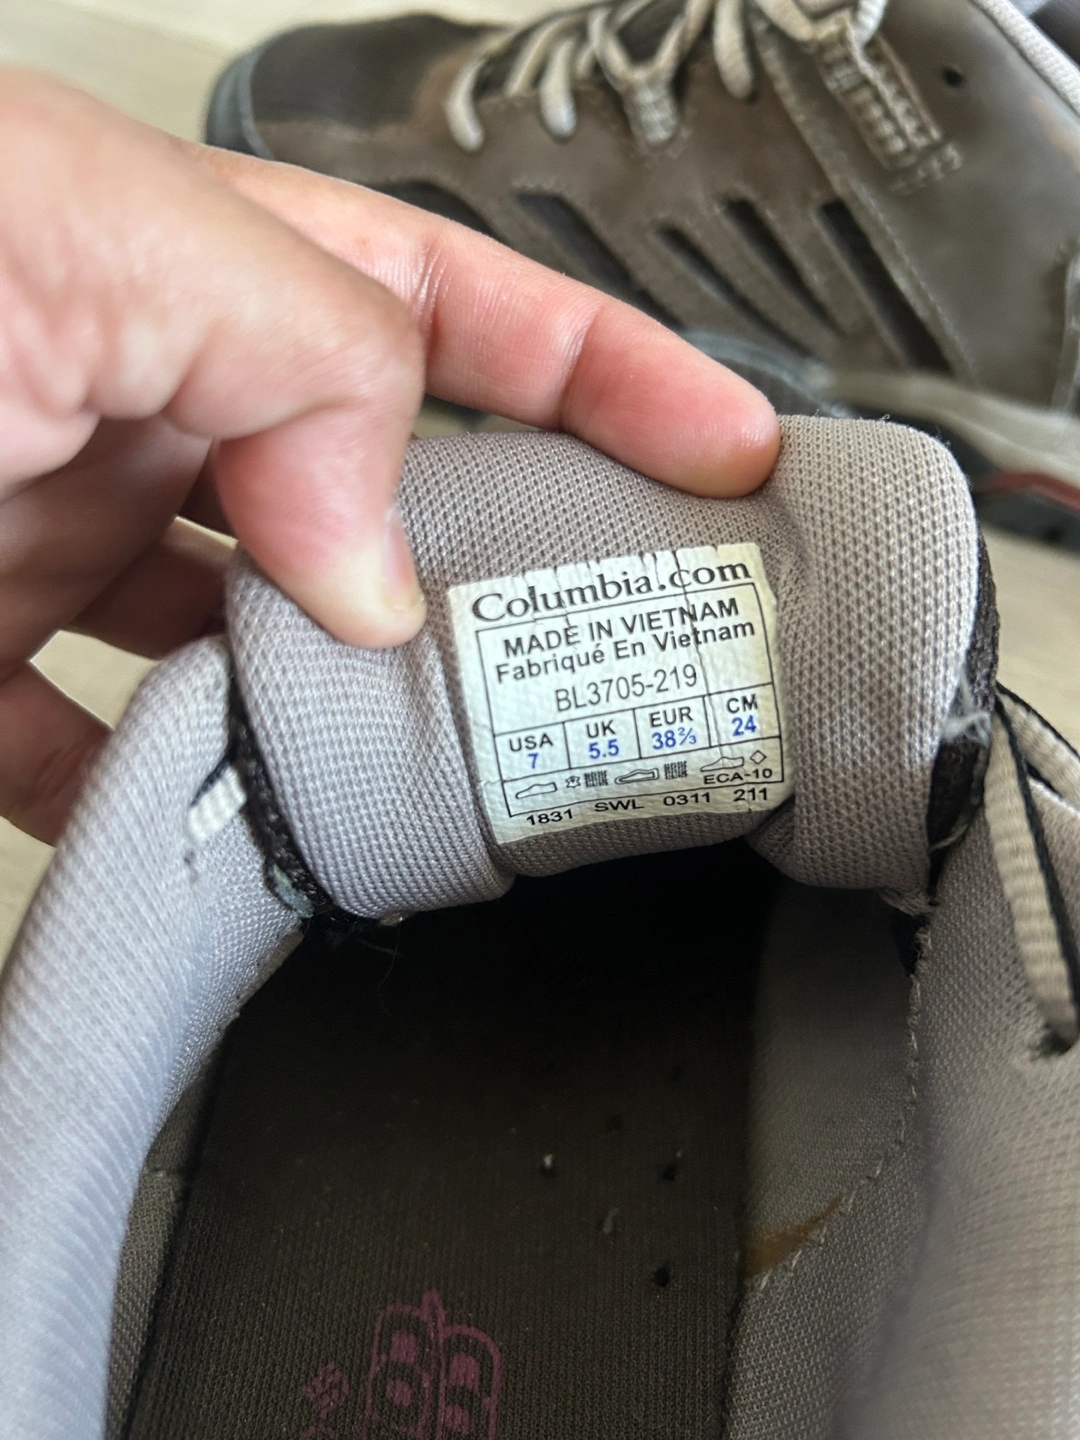 Columbia.com
MADE IN VIETNAM
Fabriqué En Vietnam
BL3705-219
USA UK EUR CM
7 5.5 38⅔ 24
ECA-10
1831 SWL 0311 211